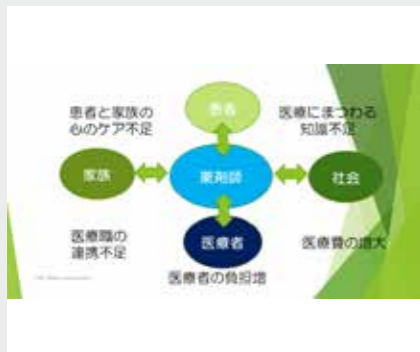 患者
患者と家族の
心のケア不足
医療にまつわる
知識不足
家族
薬剤師
社会
医療職の
連携不足
医療者
医療費の増大
医療者の負担増